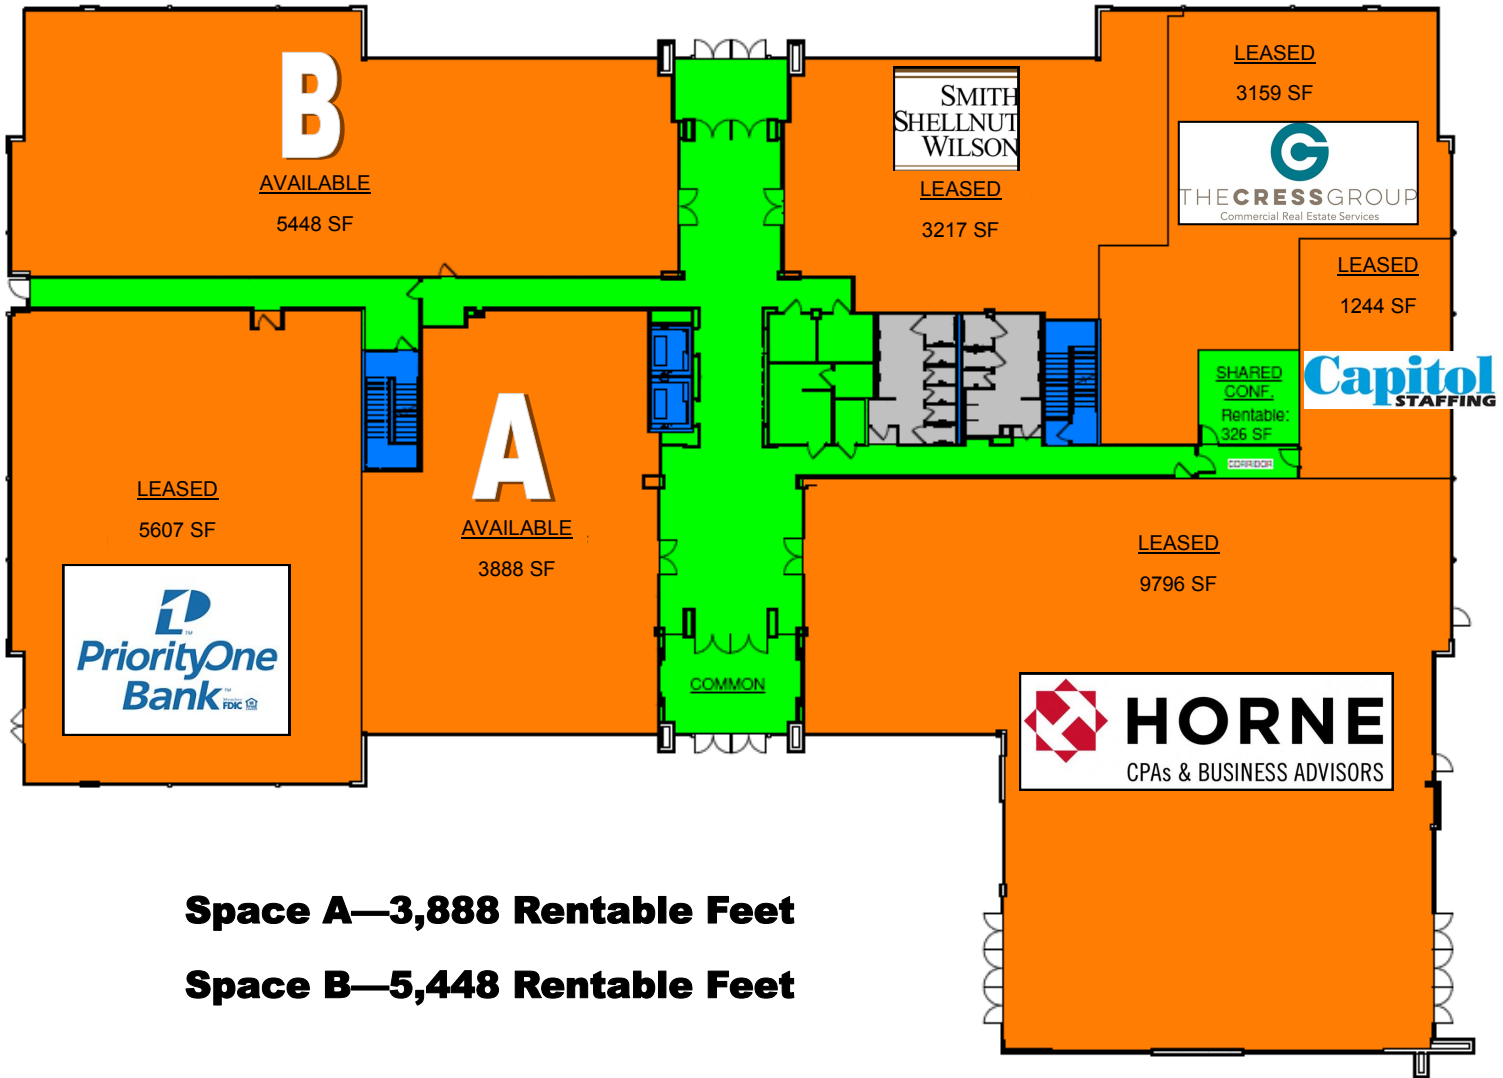 B
AVAILABLE
5448 SF
SMITH
SHELLNUT
WILSON
LEASED
3217 SF
LEASED
3159 SF
THECRESSGROUP
Commercial Real Estate Services
LEASED
1244 SF
Capitol
STAFFING
SHARED
CONF.
Rentable:
326 SF
CORRIDOR
LEASED
5607 SF
PriorityOne
Bank
FDIC
A
AVAILABLE
3888 SF
COMMON
LEASED
9796 SF
HORNE
CPAs & BUSINESS ADVISORS
Space A—3,888 Rentable Feet
Space B—5,448 Rentable Feet